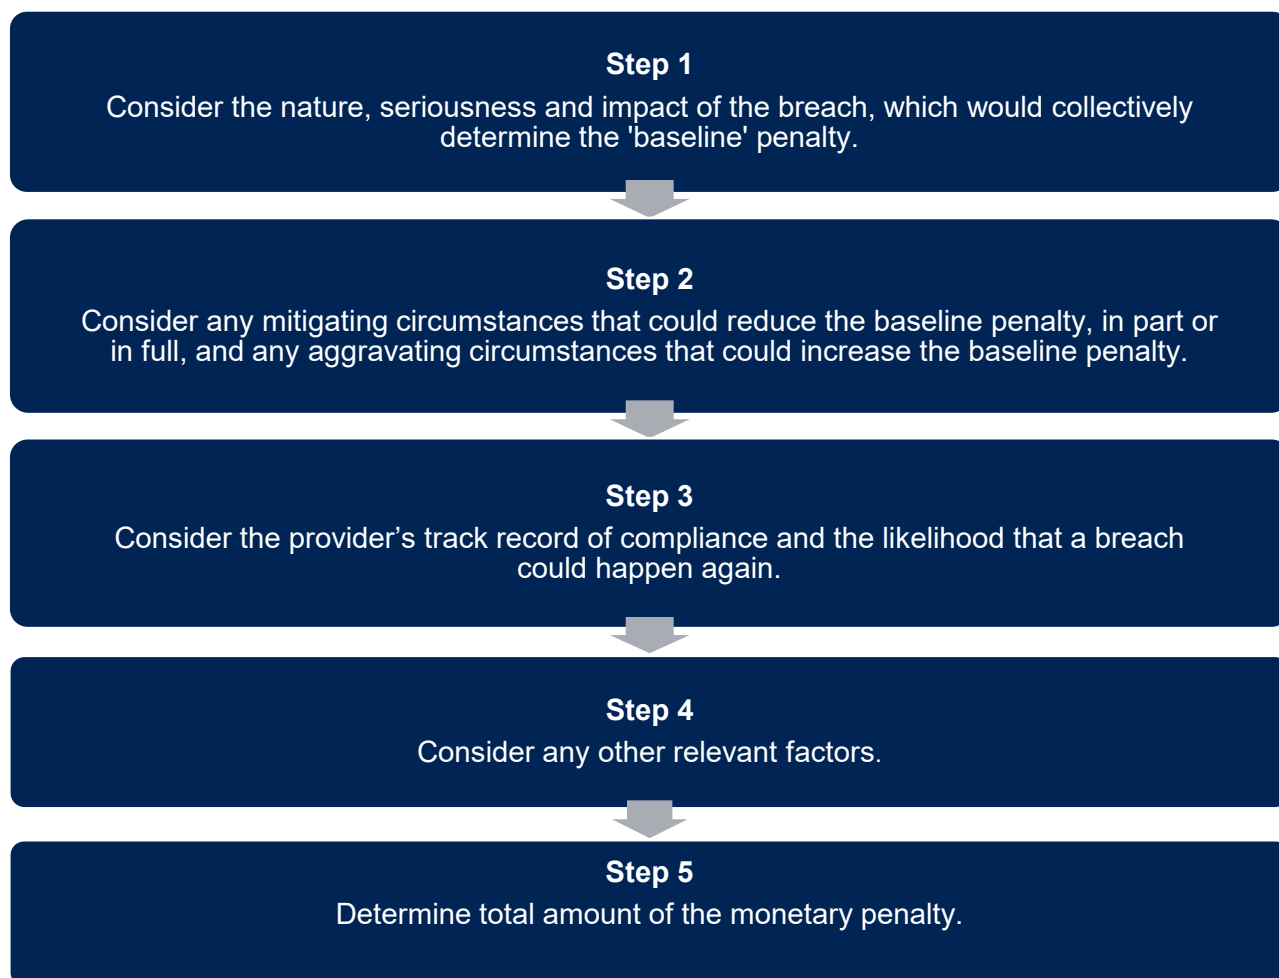 Step 1
Consider the nature, seriousness and impact of the breach, which would collectively
determine the 'baseline' penalty.
Step 2
Consider any mitigating circumstances that could reduce the baseline penalty, in part or
in full, and any aggravating circumstances that could increase the baseline penalty.
Step 3
Consider the provider’s track record of compliance and the likelihood that a breach
could happen again.
Step 4
Consider any other relevant factors.
Step 5
Determine total amount of the monetary penalty.